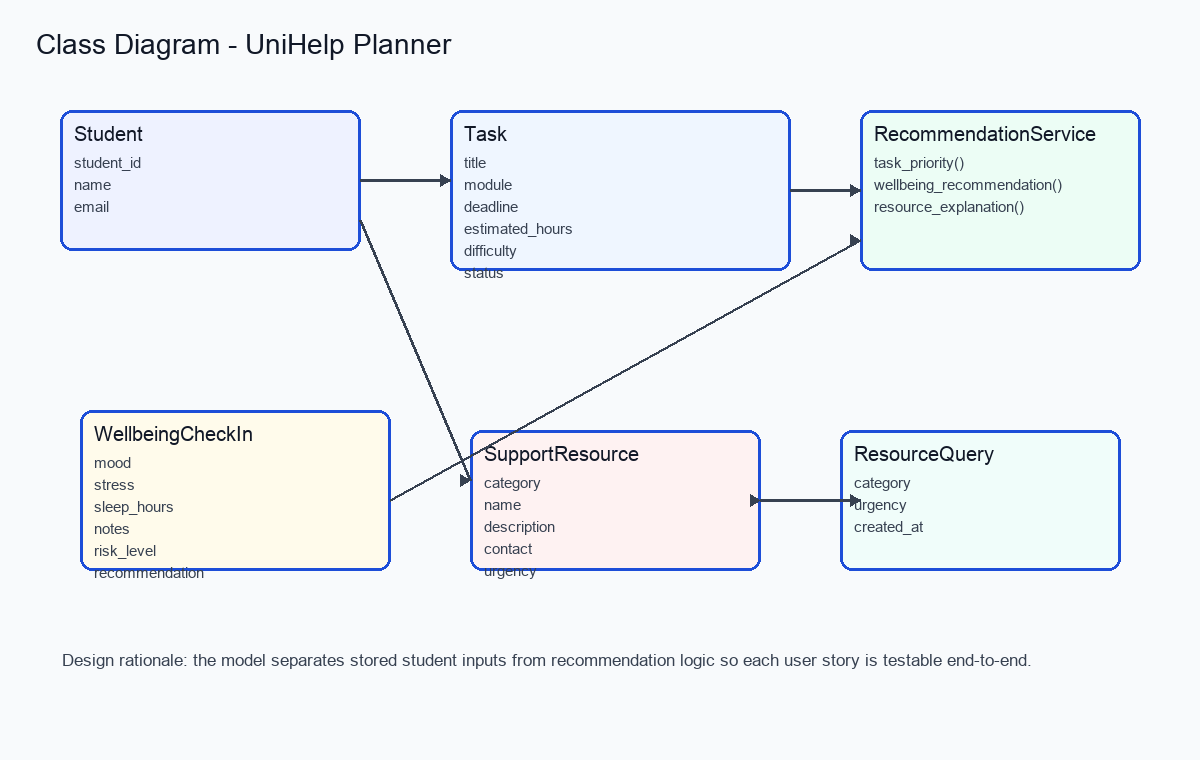 Class Diagram - UniHelp Planner
Student
student_id
name
email
Task
title
module
deadline
estimated_hours
difficulty
status
RecommendationService
task_priority()
wellbeing_recommendation()
resource_explanation()
WellbeingCheckIn
mood
stress
sleep_hours
notes
risk_level
recommendation
SupportResource
category
name
description
contact
urgency
ResourceQuery
category
urgency
created_at
Design rationale: the model separates stored student inputs from recommendation logic so each user story is testable end-to-end.